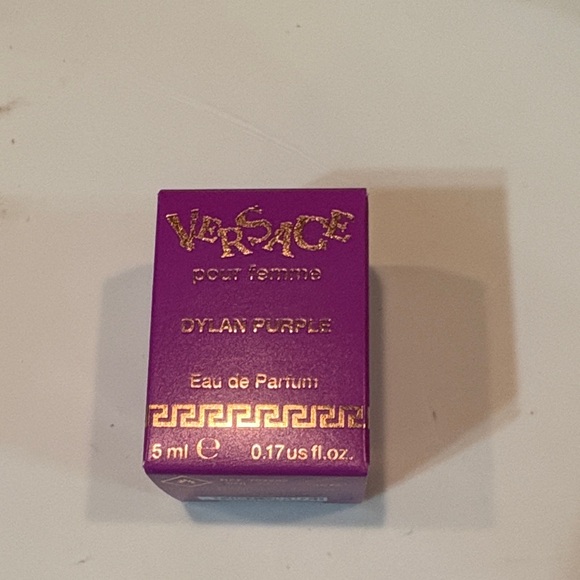 VERSACE
pour femme
DYLAN PURPLE
Eau de Parfum
5 ml ℮ 0.17 us fl.oz.